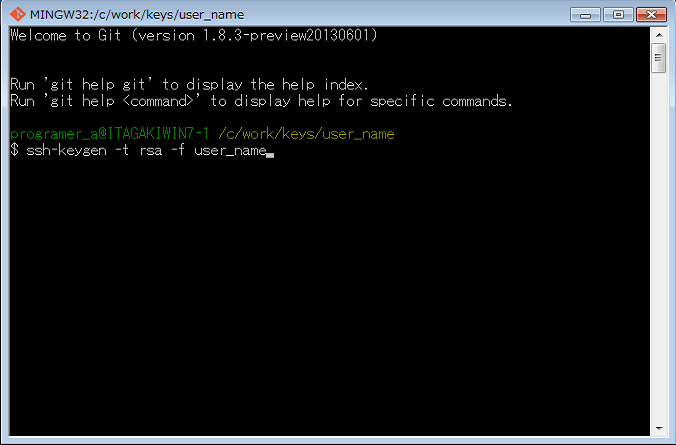 MINGW32:/c/work/keys/user_name
Welcome to Git (version 1.8.3-preview20130601)
Run 'git help git' to display the help index.
Run 'git help <command>' to display help for specific commands.
programer_a@ITAGAKIWIN7-1 /c/work/keys/user_name
$ ssh-keygen -t rsa -f user_name